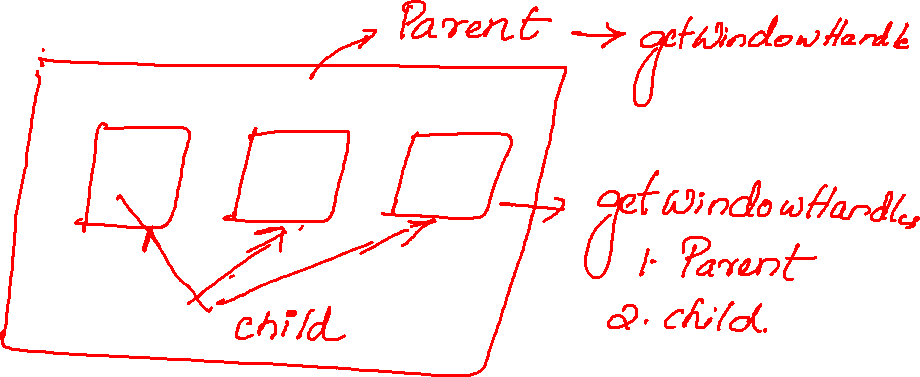 Parent → getWindowHandle
getWindowHandles
1. Parent
2. child.
child